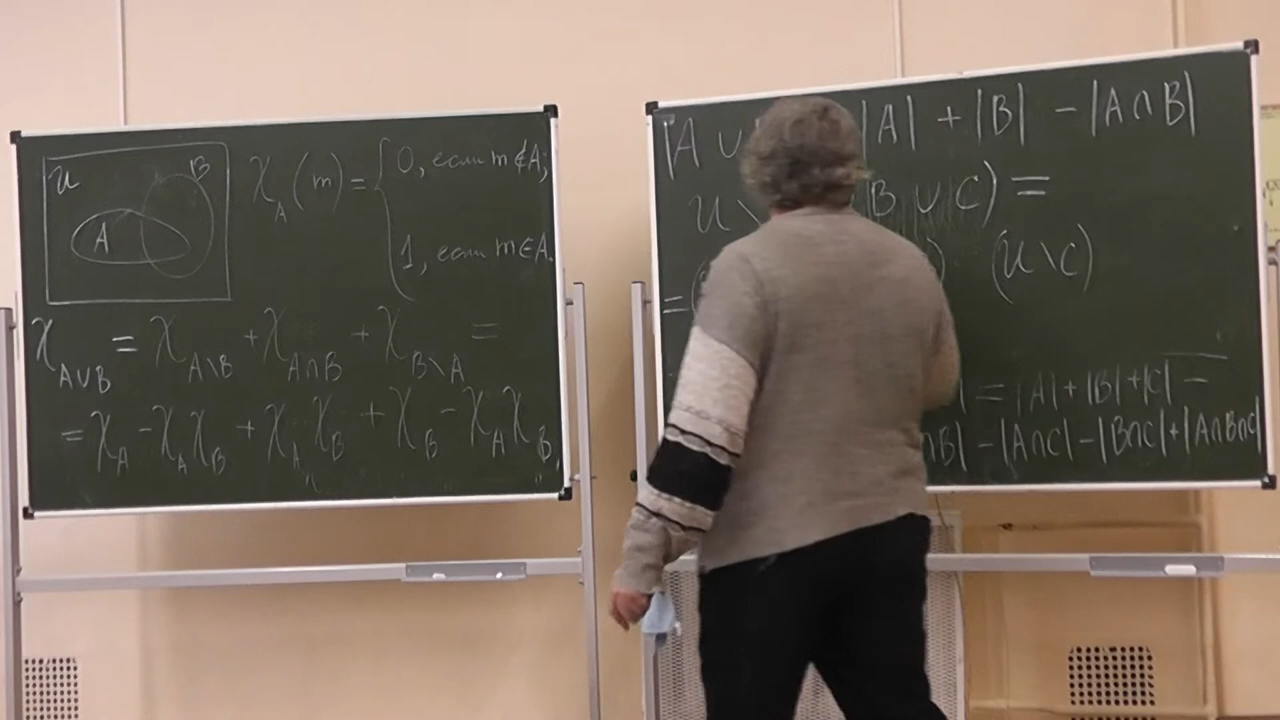 U
B
A
χ_A(m) = { 0, если m ∉ A;
1, если m ∈ A.
χ_{A∪B} = χ_{A\B} + χ_{A∩B} + χ_{B\A} =
= χ_A - χ_A χ_B + χ_A χ_B + χ_B - χ_A χ_B
|A ∪ |A| + |B| - |A∩B|
U \ B ∪ C) =
= ( ) (U\C)
| = |A| + |B| + |C| -
∩B| - |A∩C| - |B∩C| + |A∩B∩C|